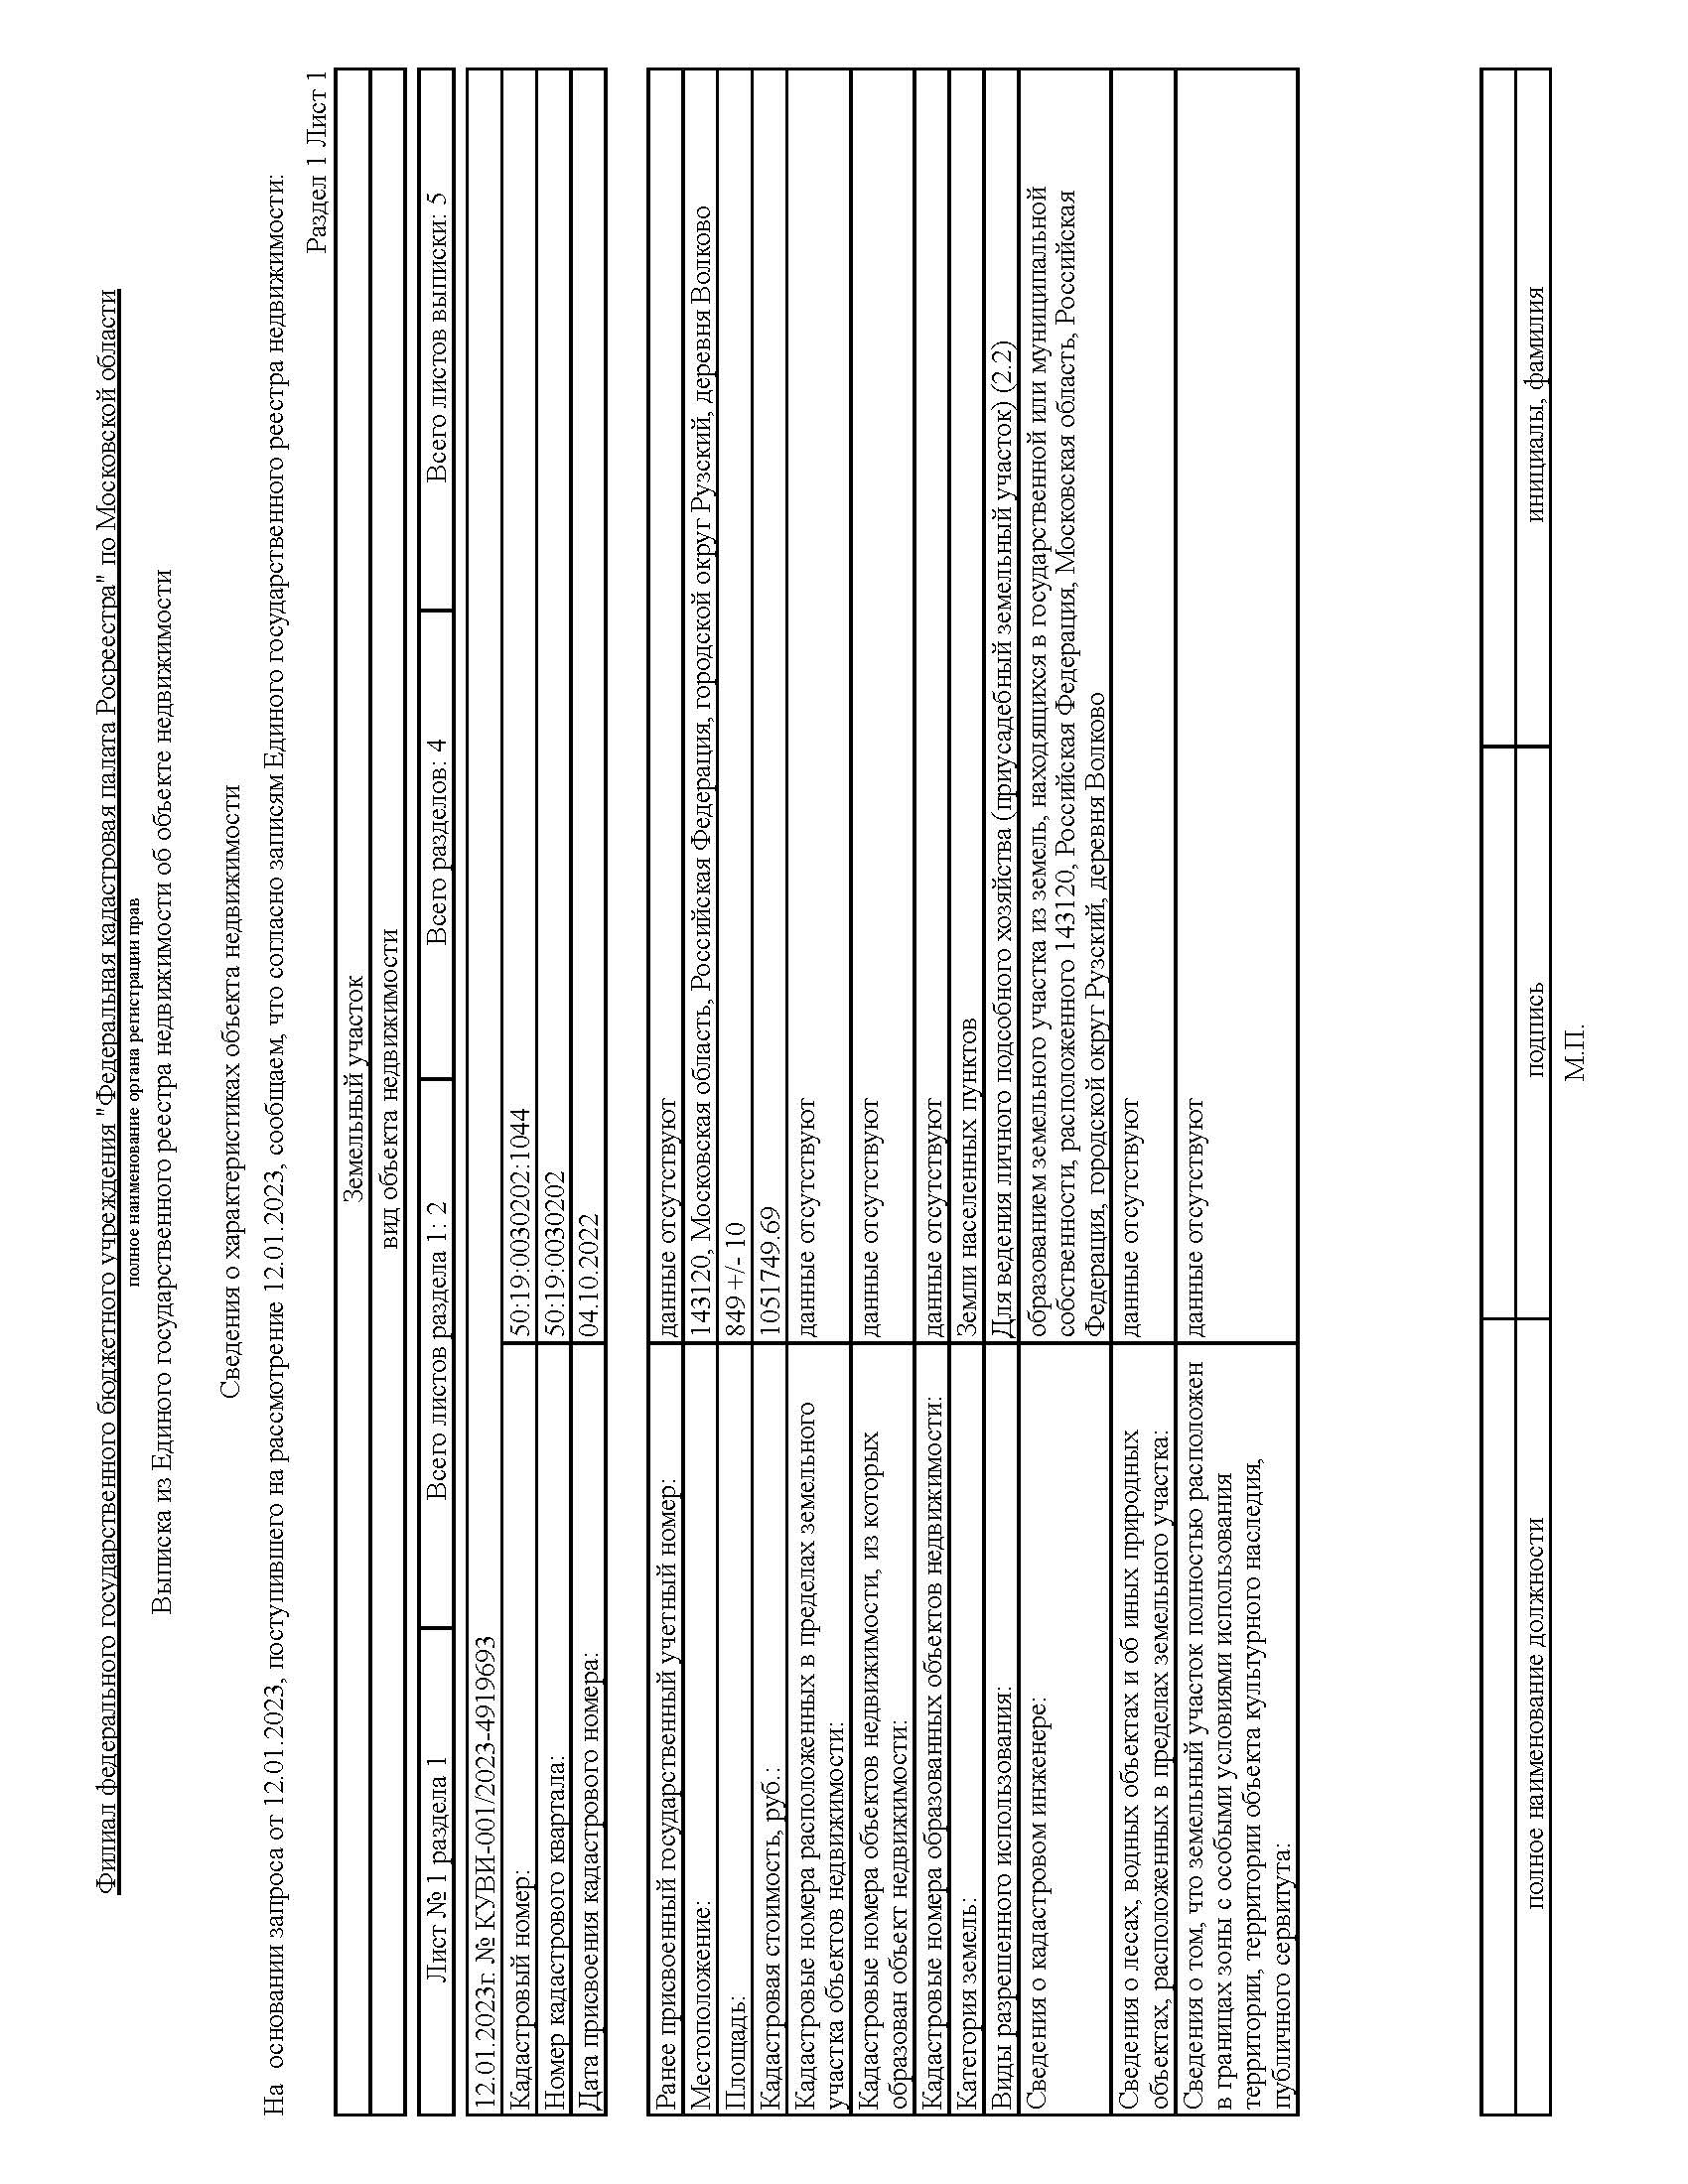 Филиал федерального государственного бюджетного учреждения "Федеральная кадастровая палата Росреестра" по Московской области
полное наименование органа регистрации прав
Выписка из Единого государственного реестра недвижимости об объекте недвижимости
Сведения о характеристиках объекта недвижимости
На основании запроса от 12.01.2023, поступившего на рассмотрение 12.01.2023, сообщаем, что согласно записям Единого государственного реестра недвижимости:
Раздел 1 Лист 1
Земельный участок
вид объекта недвижимости
Лист № 1 раздела 1 Всего листов раздела 1: 2 Всего разделов: 4 Всего листов выписки: 5
12.01.2023г. № КУВИ-001/2023-4919693
Кадастровый номер: 50:19:0030202:1044
Номер кадастрового квартала: 50:19:0030202
Дата присвоения кадастрового номера: 04.10.2022
Ранее присвоенный государственный учетный номер: данные отсутствуют
Местоположение: 143120, Московская область, Российская Федерация, городской округ Рузский, деревня Волково
Площадь: 849 +/- 10
Кадастровая стоимость, руб.: 1051749.69
Кадастровые номера расположенных в пределах земельного данные отсутствуют
участка объектов недвижимости:
Кадастровые номера объектов недвижимости, из которых данные отсутствуют
образован объект недвижимости:
Кадастровые номера образованных объектов недвижимости: данные отсутствуют
Категория земель: Земли населенных пунктов
Виды разрешенного использования: Для ведения личного подсобного хозяйства (приусадебный земельный участок) (2.2)
Сведения о кадастровом инженере: образованием земельного участка из земель, находящихся в государственной или муниципальной
собственности, расположенного 143120, Российская Федерация, Московская область, Российская
Федерация, городской округ Рузский, деревня Волково
Сведения о лесах, водных объектах и об иных природных данные отсутствуют
объектах, расположенных в пределах земельного участка:
Сведения о том, что земельный участок полностью расположен данные отсутствуют
в границах зоны с особыми условиями использования
территории, территории объекта культурного наследия,
публичного сервитута:
полное наименование должности подпись инициалы, фамилия
М.П.